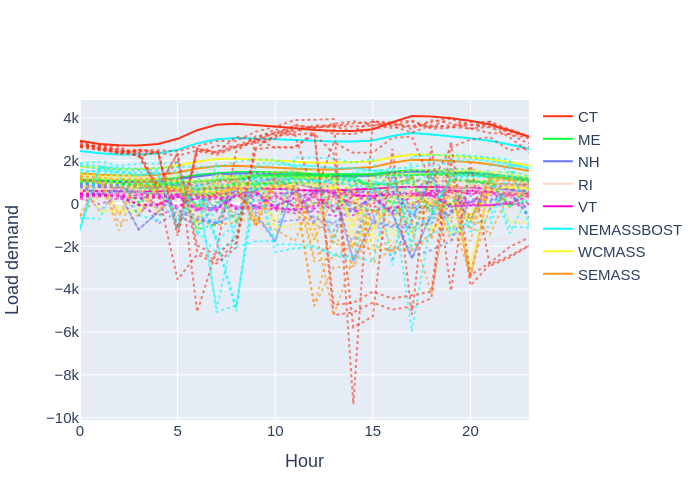 4k
2k
0
−2k
−4k
−6k
−8k
−10k
0
5
10
15
20
Hour
Load demand
CT
ME
NH
RI
VT
NEMASSBOST
WCMASS
SEMASS